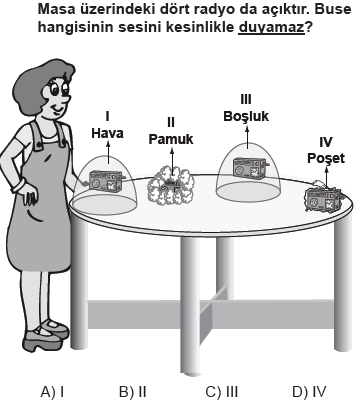 Masa üzerindeki dört radyo da açıktır. Buse
hangisinin sesini kesinlikle duyamaz?
III
Boşluk
I
Hava
II
Pamuk
IV
Poşet
A) I B) II C) III D) IV